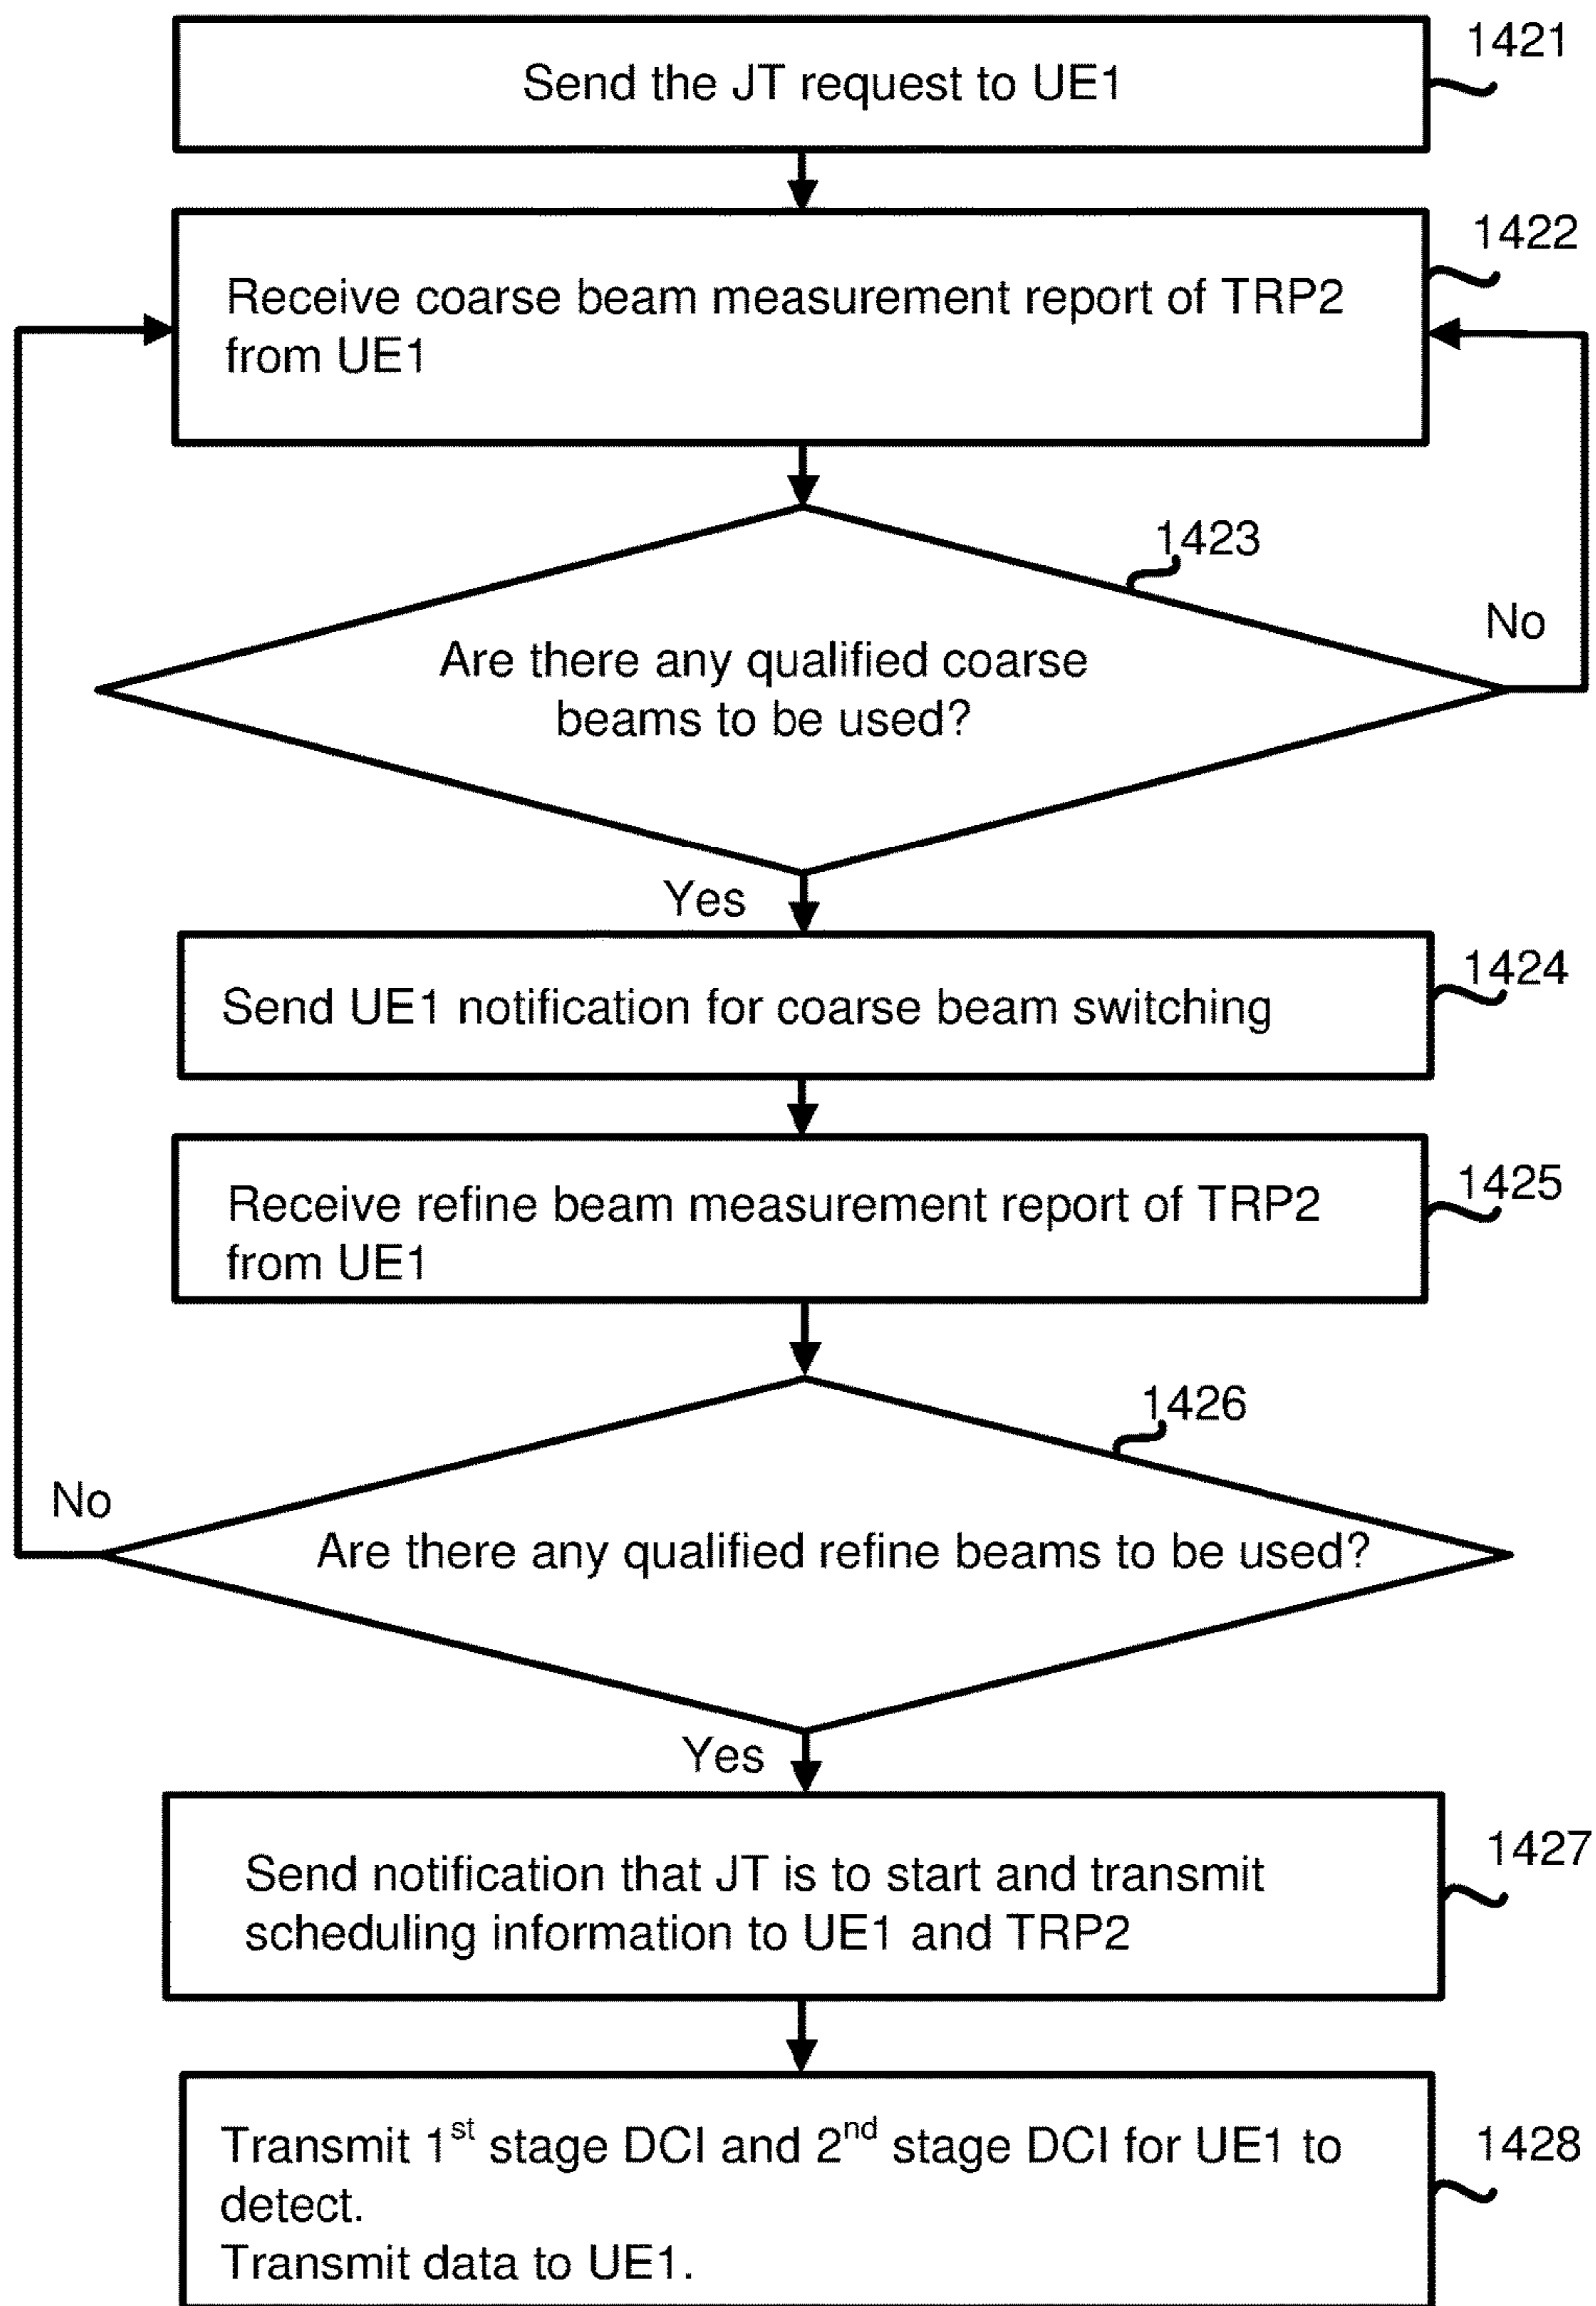 1421
Send the JT request to UE1
1422
Receive coarse beam measurement report of TRP2
from UE1
1423
No
Are there any qualified coarse
beams to be used?
Yes
1424
Send UE1 notification for coarse beam switching
1425
Receive refine beam measurement report of TRP2
from UE1
1426
No
Are there any qualified refine beams to be used?
Yes
1427
Send notification that JT is to start and transmit
scheduling information to UE1 and TRP2
1428
Transmit 1st stage DCI and 2nd stage DCI for UE1 to
detect.
Transmit data to UE1.